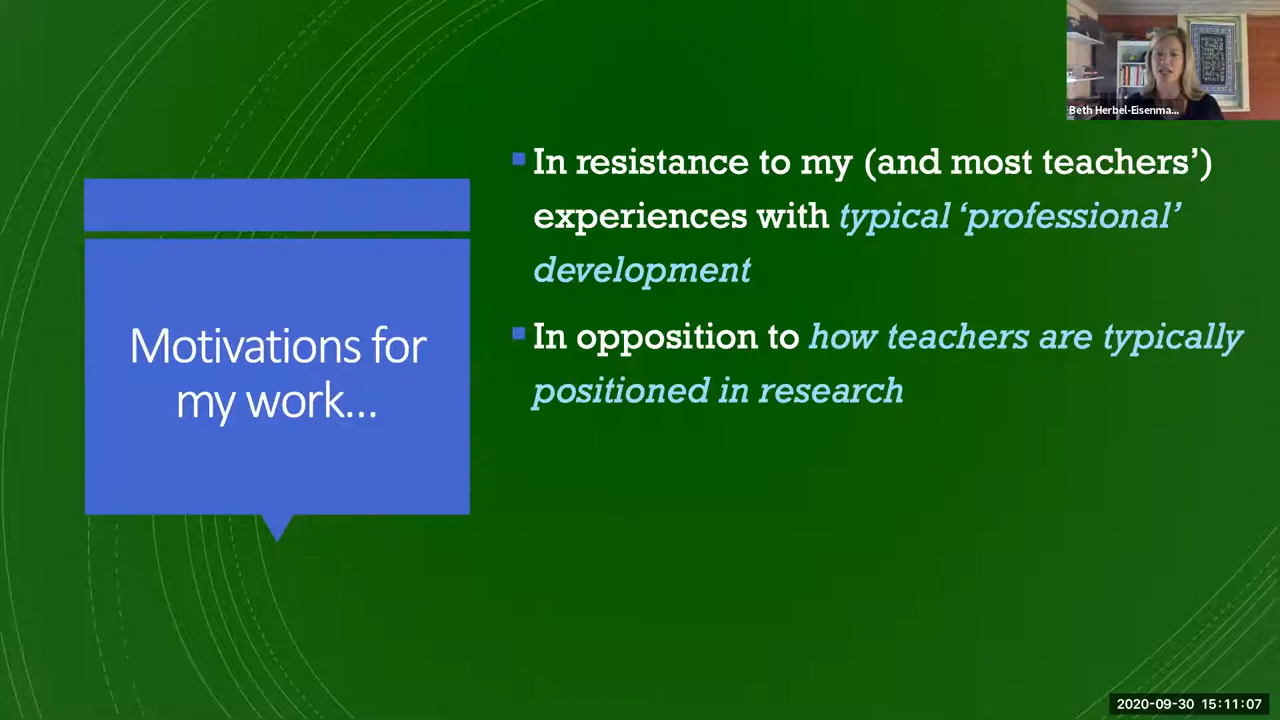 Beth Herbel-Eisenma...
In resistance to my (and most teachers’)
experiences with typical ‘professional’
development
In opposition to how teachers are typically
positioned in research
Motivations for
my work...
2020-09-30 15:11:07